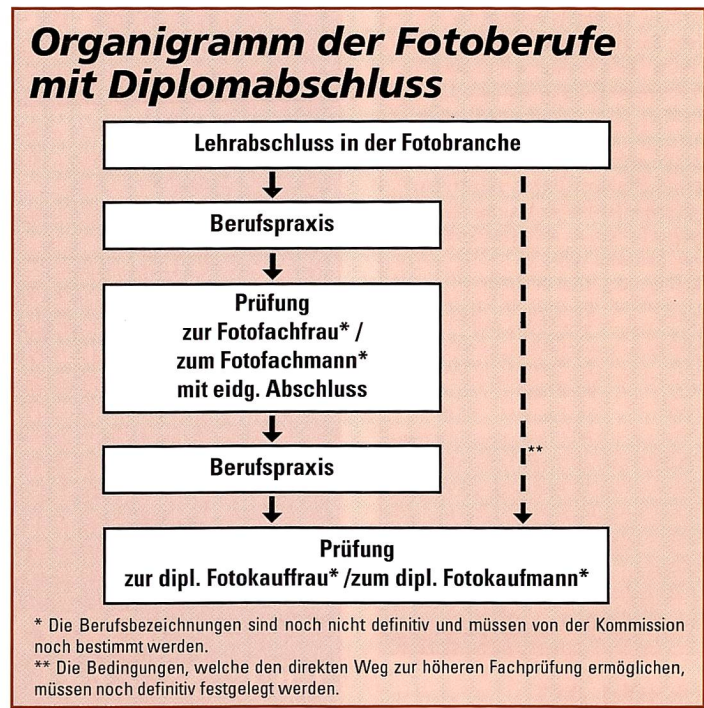 Organigramm der Fotoberufe
mit Diplomabschluss
Lehrabschluss in der Fotobranche
Berufspraxis
Prüfung
zur Fotofachfrau* /
zum Fotofachmann*
mit eidg. Abschluss
Berufspraxis
**
Prüfung
zur dipl. Fotokauffrau* /zum dipl. Fotokaufmann*
* Die Berufsbezeichnungen sind noch nicht definitiv und müssen von der Kommission
noch bestimmt werden.
** Die Bedingungen, welche den direkten Weg zur höheren Fachprüfung ermöglichen,
müssen noch definitiv festgelegt werden.